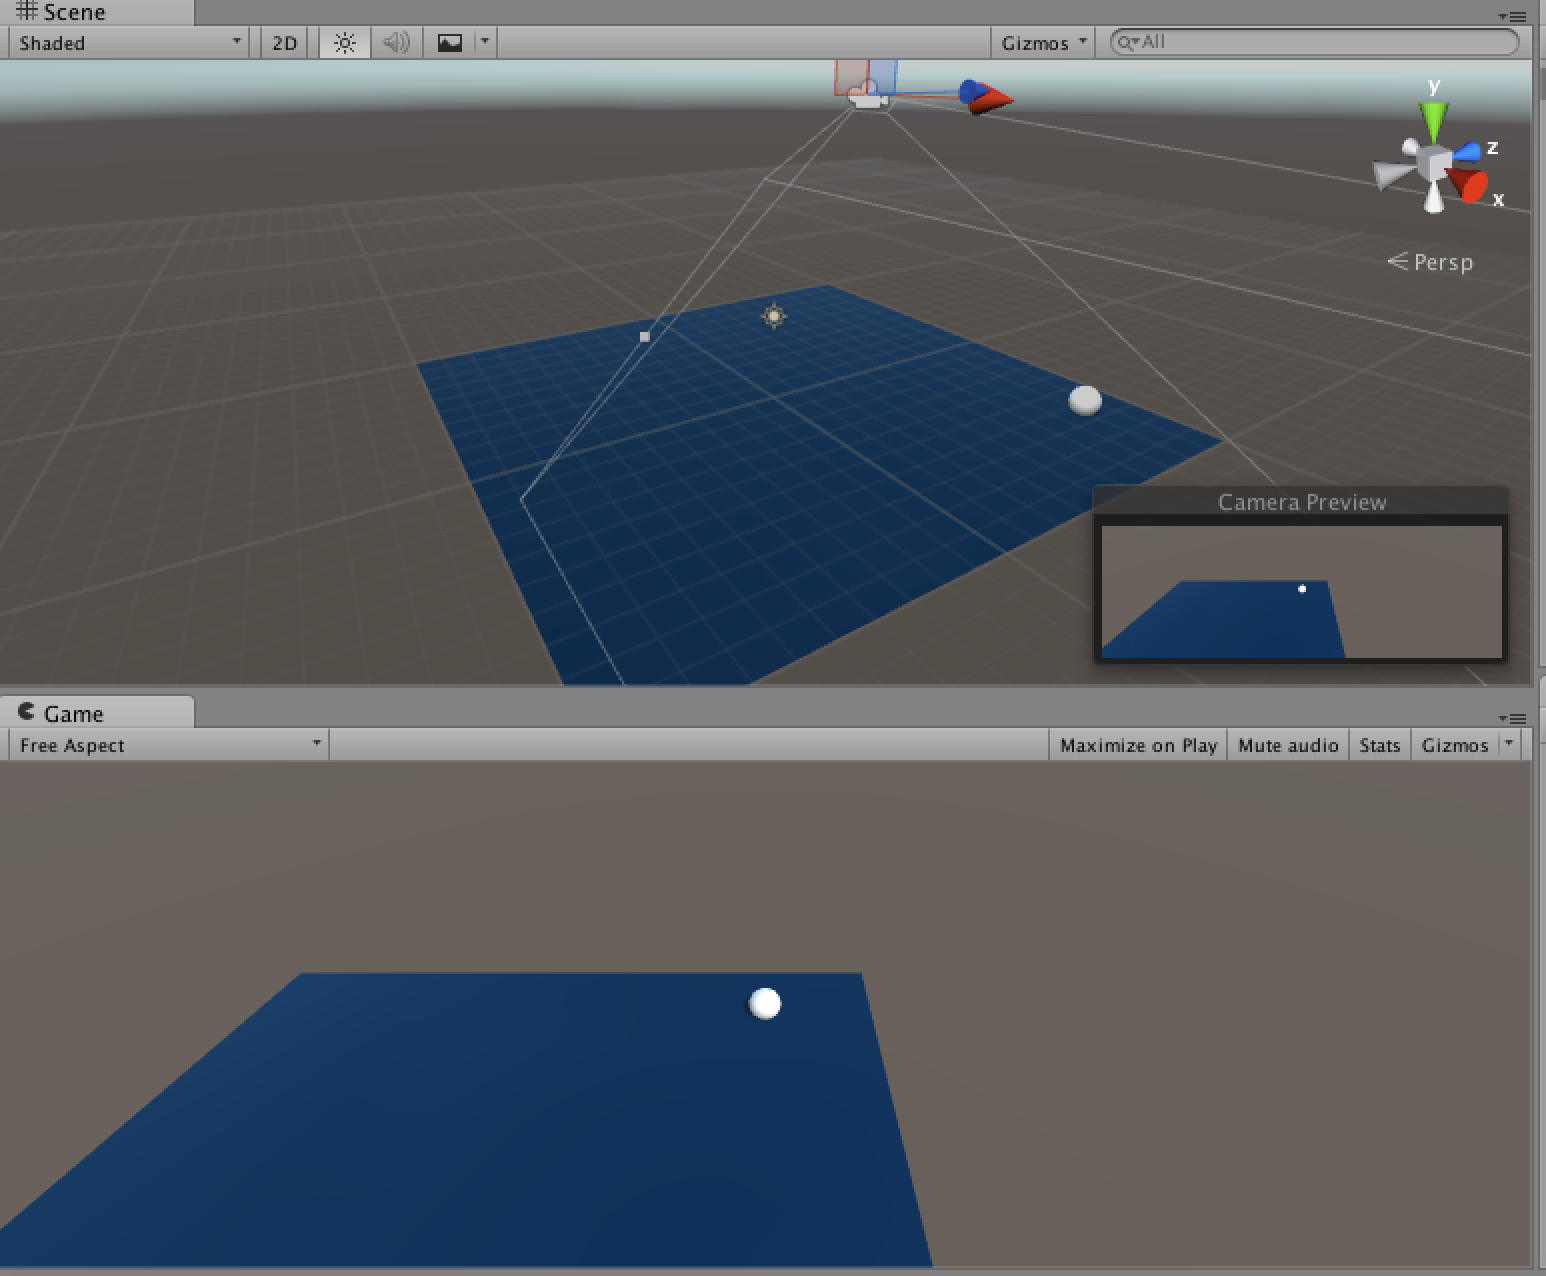 Scene
Shaded
2D
Gizmos
All
y
z
x
Persp
Camera Preview
Game
Free Aspect
Maximize on Play
Mute audio
Stats
Gizmos